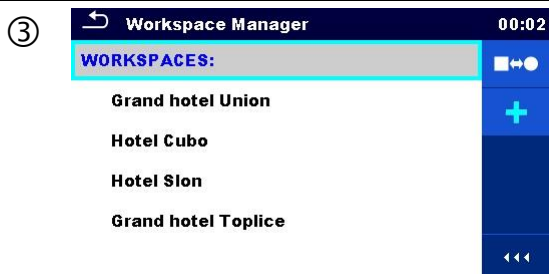 ③
Workspace Manager 00:02
WORKSPACES:
Grand hotel Union
Hotel Cubo
Hotel Slon
Grand hotel Toplice